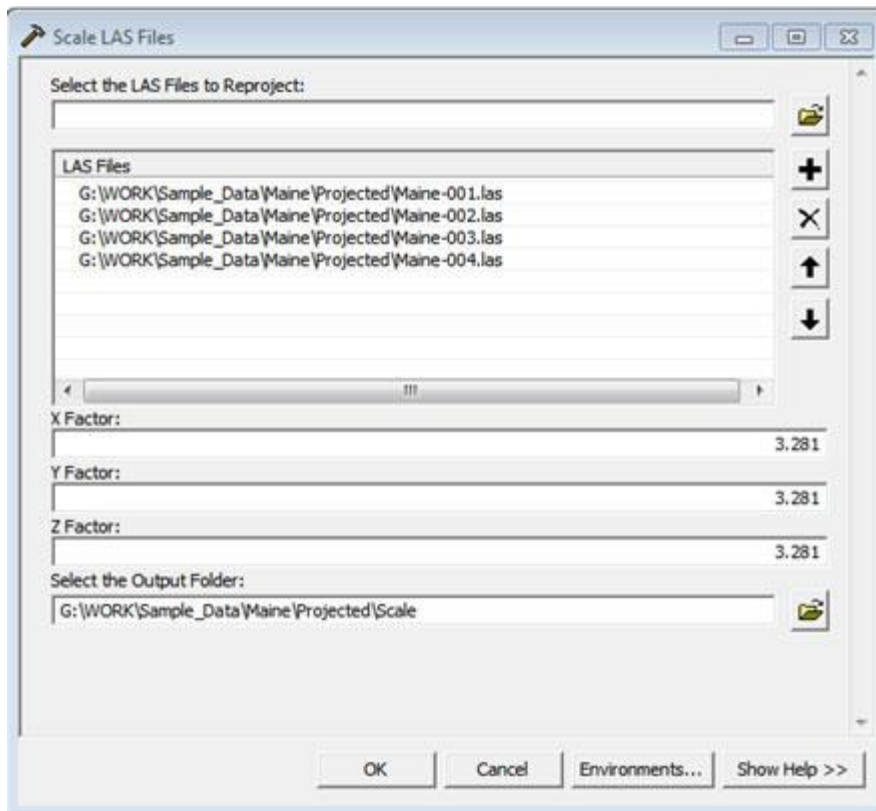 Scale LAS Files
Select the LAS Files to Reproject:
LAS Files
G:\WORK\Sample_Data\Maine\Projected\Maine-001.las
G:\WORK\Sample_Data\Maine\Projected\Maine-002.las
G:\WORK\Sample_Data\Maine\Projected\Maine-003.las
G:\WORK\Sample_Data\Maine\Projected\Maine-004.las
X Factor:
3.281
Y Factor:
3.281
Z Factor:
3.281
Select the Output Folder:
G:\WORK\Sample_Data\Maine\Projected\Scale
OK Cancel Environments... Show Help >>